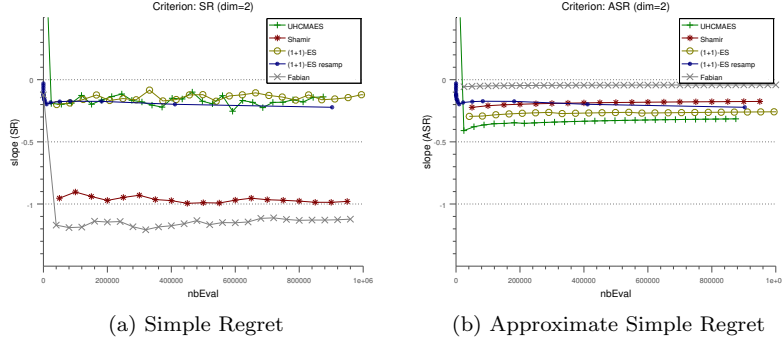 Criterion: SR (dim=2)
UHCMAES
Shamir
(1+1)-ES
(1+1)-ES resamp
Fabian
0
-0.5
-1
slope (SR)
0
200000
400000
600000
800000
1e+06
nbEval
(a) Simple Regret
Criterion: ASR (dim=2)
UHCMAES
Shamir
(1+1)-ES
(1+1)-ES resamp
Fabian
0
-0.5
-1
slope (ASR)
0
200000
400000
600000
800000
1e+0
nbEval
(b) Approximate Simple Regret